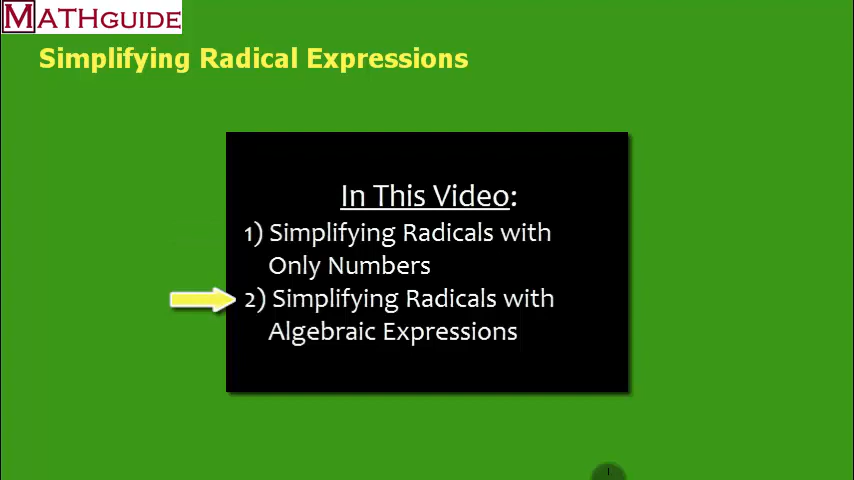 MATHGUIDE
Simplifying Radical Expressions
In This Video:
1) Simplifying Radicals with
Only Numbers
2) Simplifying Radicals with
Algebraic Expressions